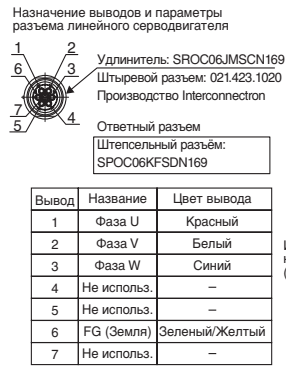 Назначение выводов и параметры
разъема линейного серводвигателя
1 2
6 3
7 4
5
Удлинитель: SROC06JMSCN169
Штыревой разъем: 021.423.1020
Производство Interconnectron
Ответный разъем
Штепсельный разъём:
SPOC06KFSDN169
Вывод Название Цвет вывода
1 Фаза U Красный
2 Фаза V Белый
3 Фаза W Синий
4 Не использ. –
5 Не использ. –
6 FG (Земля) Зеленый/Желтый
7 Не использ. –